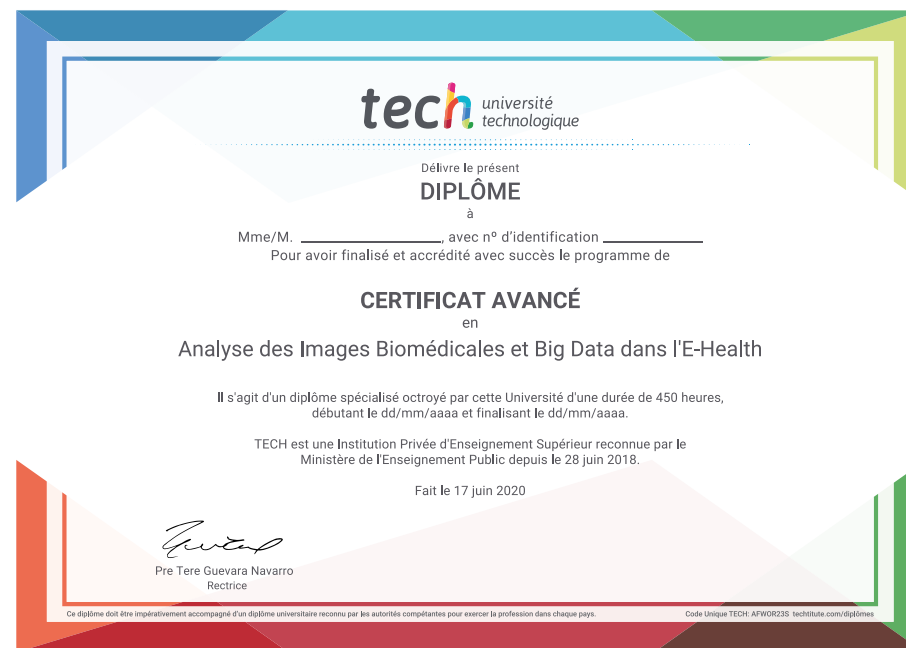 tech université
technologique
Délivre le présent
DIPLÔME
à
Mme/M. ____________________, avec nº d'identification ______________
Pour avoir finalisé et accrédité avec succès le programme de
CERTIFICAT AVANCÉ
en
Analyse des Images Biomédicales et Big Data dans l'E-Health
Il s'agit d'un diplôme spécialisé octroyé par cette Université d'une durée de 450 heures,
débutant le dd/mm/aaaa et finalisant le dd/mm/aaaa.
TECH est une Institution Privée d'Enseignement Supérieur reconnue par le
Ministère de l'Enseignement Public depuis le 28 juin 2018.
Fait le 17 juin 2020
Pre Tere Guevara Navarro
Rectrice
Ce diplôme doit être impérativement accompagné d'un diplôme universitaire reconnu par les autorités compétentes pour exercer la profession dans chaque pays. Code Unique TECH: AFWOR23S techtitute.com/diplômes